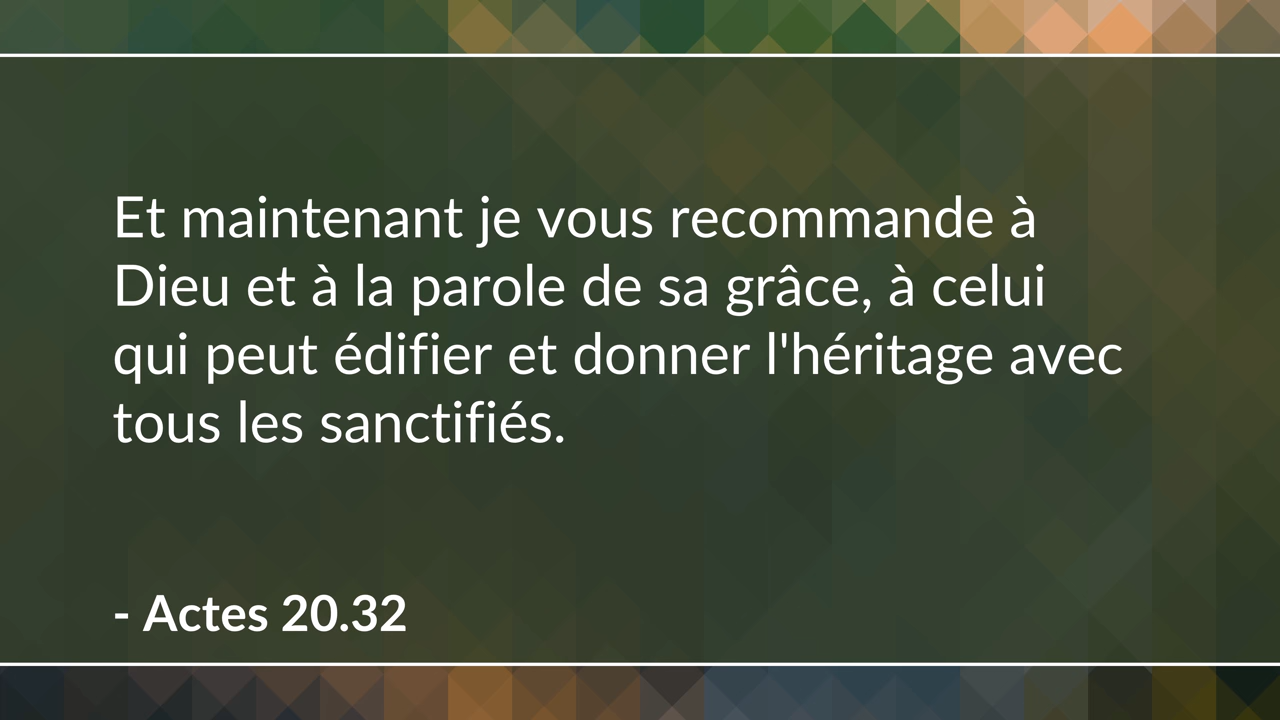 Et maintenant je vous recommande à
Dieu et à la parole de sa grâce, à celui
qui peut édifier et donner l'héritage avec
tous les sanctifiés.
- Actes 20.32